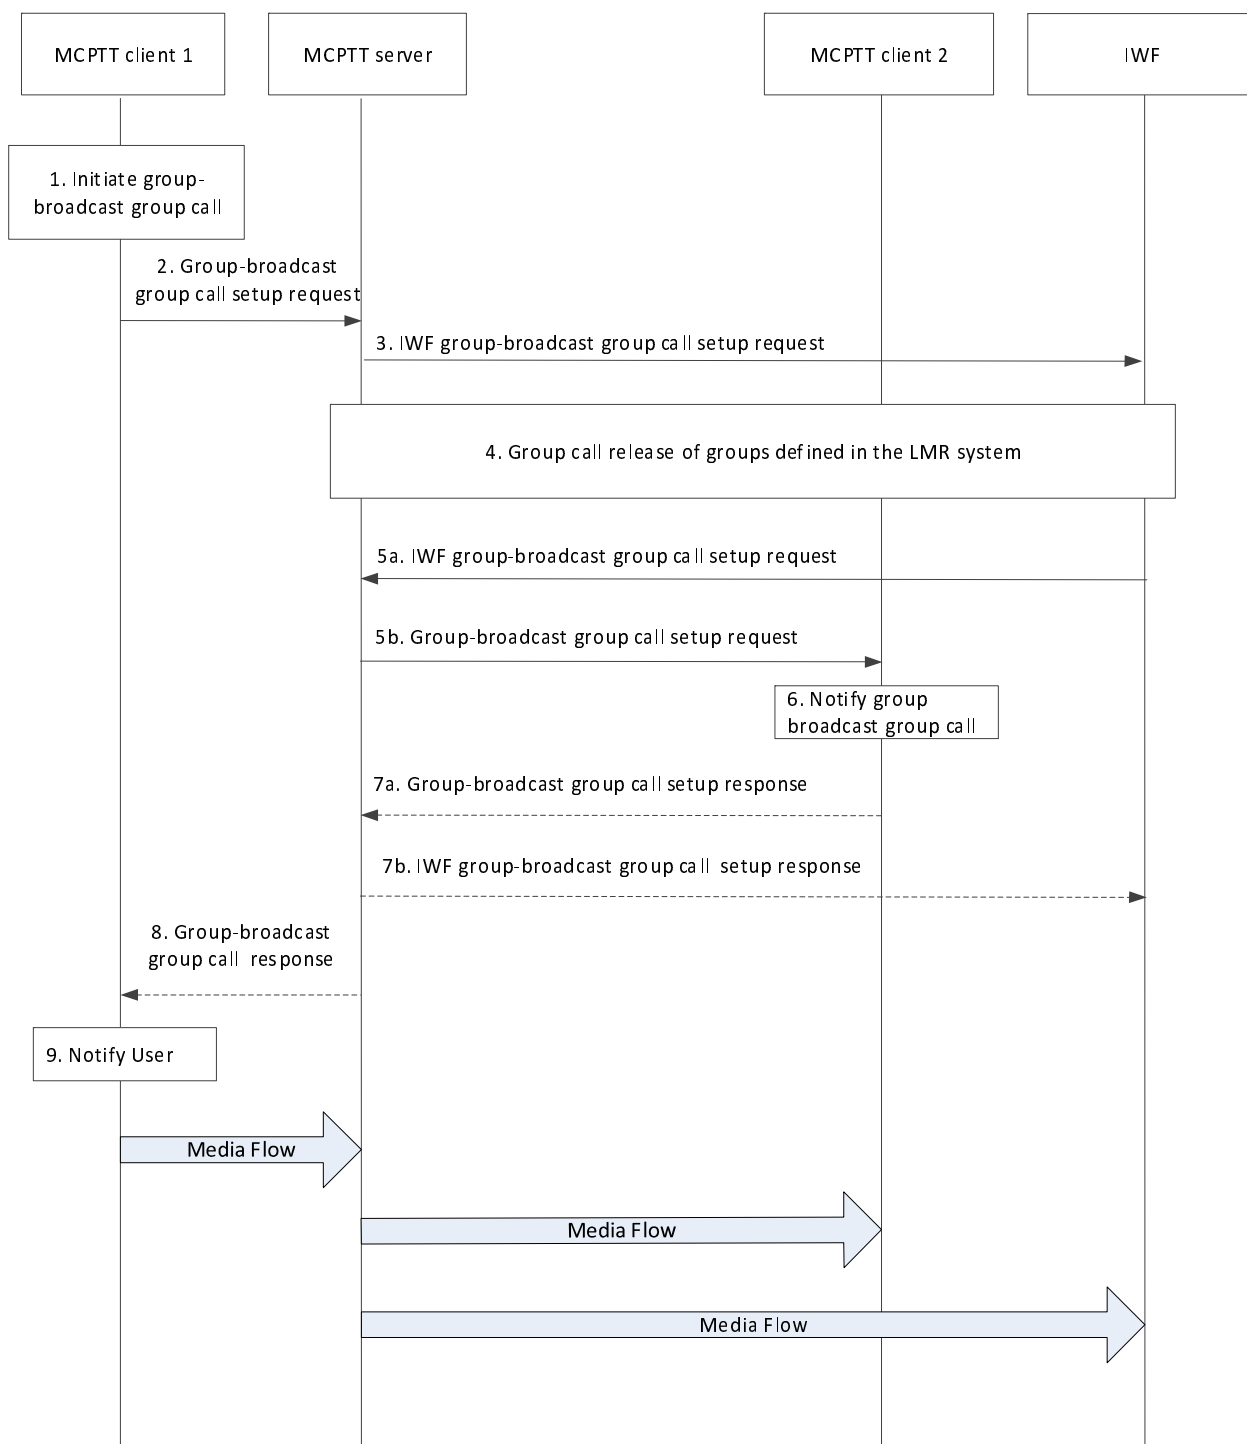 MCPTT client 1
MCPTT server
MCPTT client 2
IWF
1. Initiate group-
broadcast group call
2. Group-broadcast
group call setup request
3. IWF group-broadcast group call setup request
4. Group call release of groups defined in the LMR system
5a. IWF group-broadcast group call setup request
5b. Group-broadcast group call setup request
6. Notify group
broadcast group call
7a. Group-broadcast group call setup response
7b. IWF group-broadcast group call setup response
8. Group-broadcast
group call response
9. Notify User
Media Flow
Media Flow
Media Flow